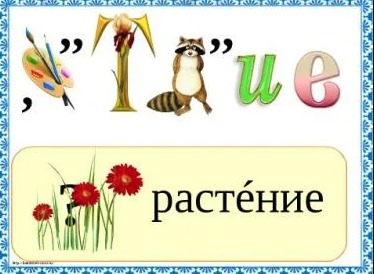 , ” Т ” и е
растéние